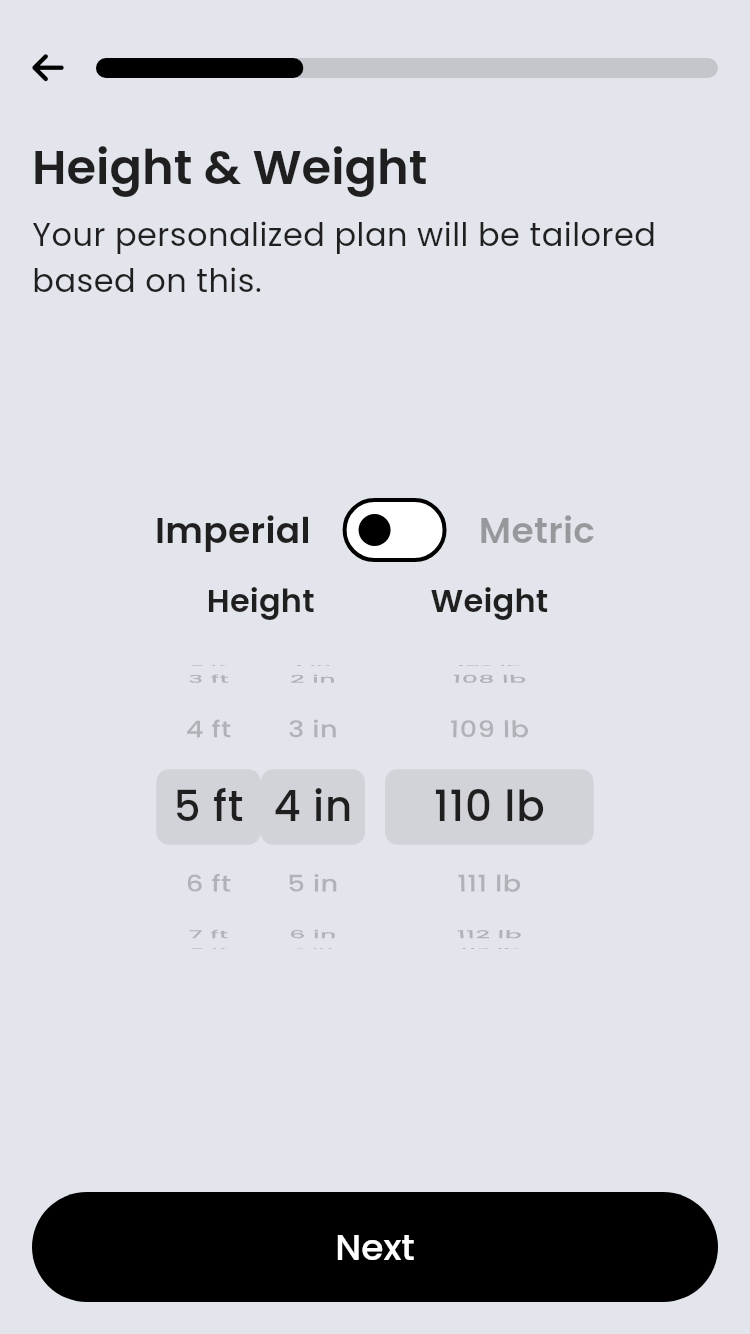 Height & Weight
Your personalized plan will be tailored
based on this.
Imperial Metric
Height Weight
3 ft 2 in 108 lb
4 ft 3 in 109 lb
5 ft 4 in 110 lb
6 ft 5 in 111 lb
7 ft 6 in 112 lb
Next